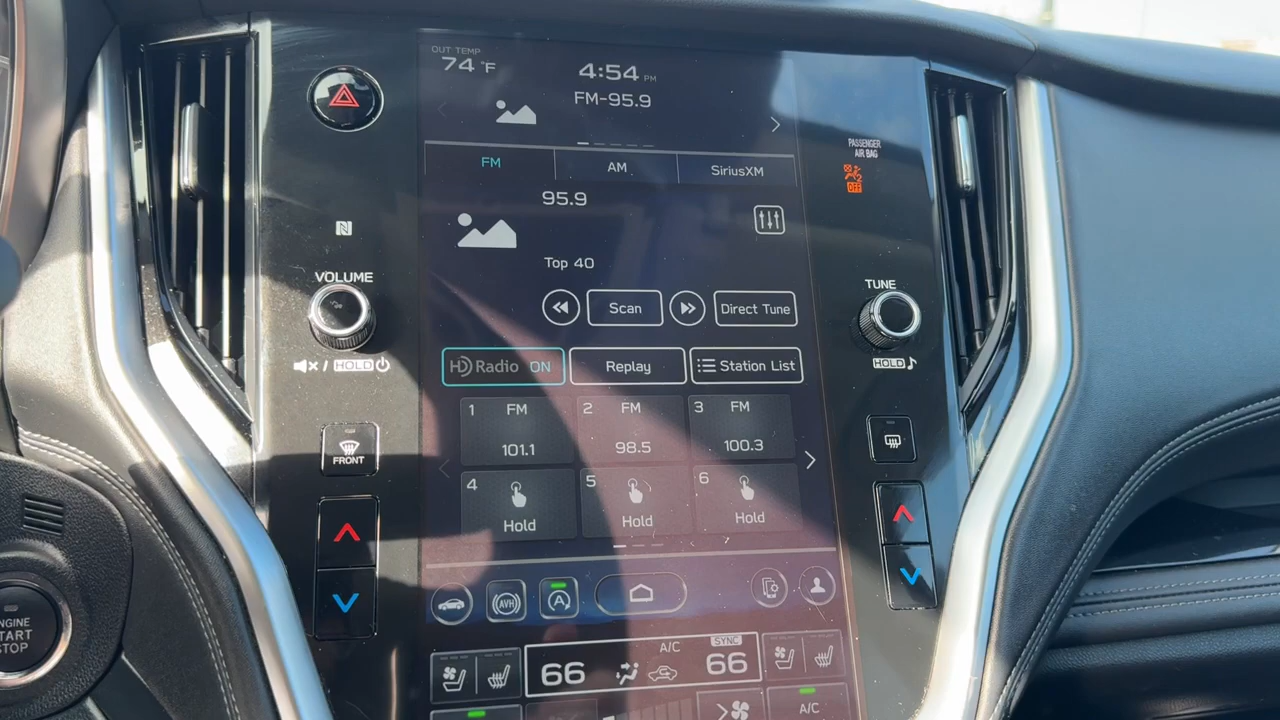 OUT TEMP
74 °F
4:54 PM
FM-95.9
PASSENGER
AIR BAG
OFF
FM
AM
SiriusXM
95.9
Top 40
VOLUME
TUNE
Scan
Direct Tune
/ HOLD
HOLD
HD Radio ON
Replay
Station List
1 FM
101.1
2 FM
98.5
3 FM
100.3
FRONT
4
Hold
5
Hold
6
Hold
AVH
A
ENGINE
START
STOP
A/C
SYNC
66
66
A/C